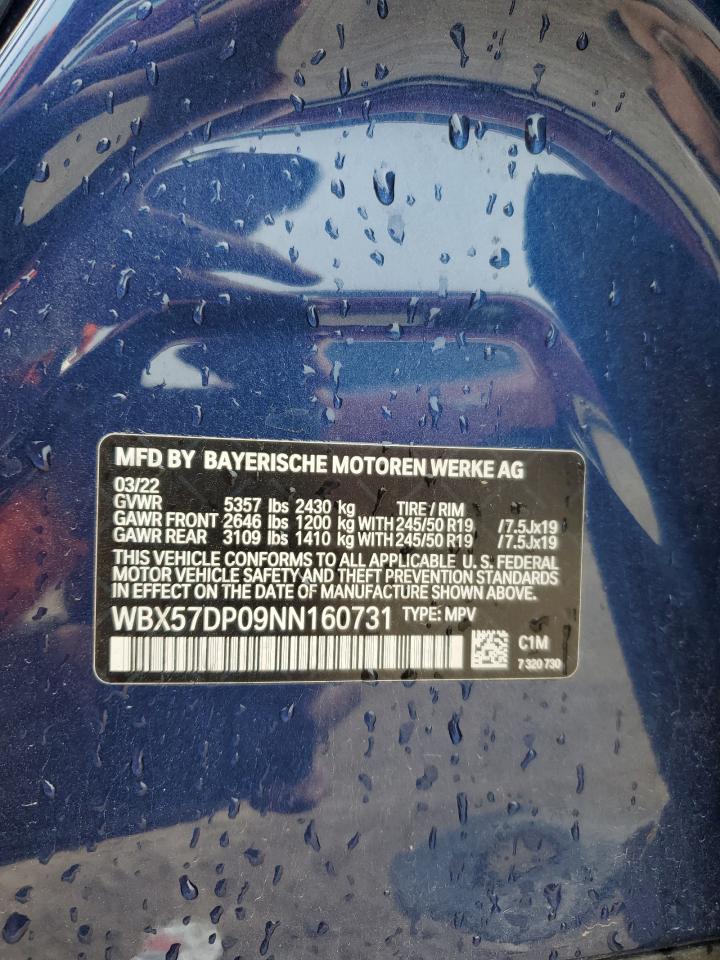 MFD BY BAYERISCHE MOTOREN WERKE AG
03/22
GVWR 5357 lbs 2430 kg TIRE / RIM
GAWR FRONT 2646 lbs 1200 kg WITH 245/50 R19 /7.5Jx19
GAWR REAR 3109 lbs 1410 kg WITH 245/50 R19 /7.5Jx19
THIS VEHICLE CONFORMS TO ALL APPLICABLE U.S. FEDERAL
MOTOR VEHICLE SAFETY AND THEFT PREVENTION STANDARDS
IN EFFECT ON THE DATE OF MANUFACTURE SHOWN ABOVE.
WBX57DP09NN160731 TYPE: MPV
C1M
7 320 730